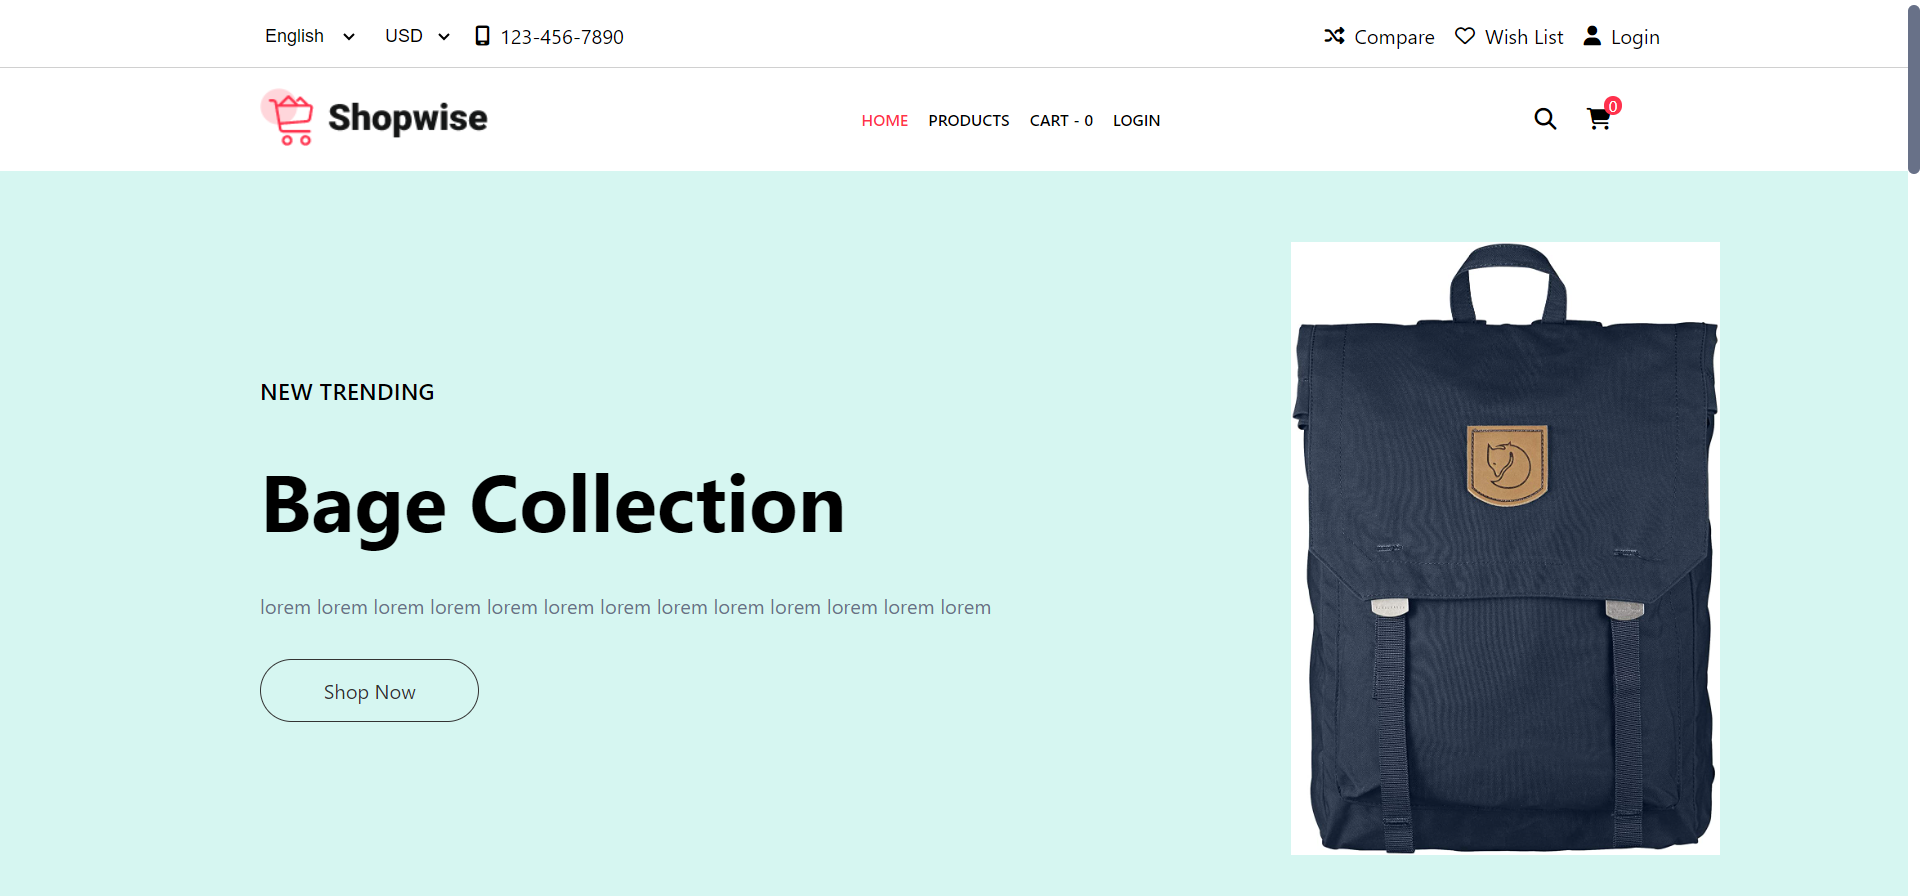 English USD 123-456-7890 Compare Wish List Login
Shopwise HOME PRODUCTS CART - 0 LOGIN 0
NEW TRENDING
Bage Collection
lorem lorem lorem lorem lorem lorem lorem lorem lorem lorem lorem lorem lorem
Shop Now